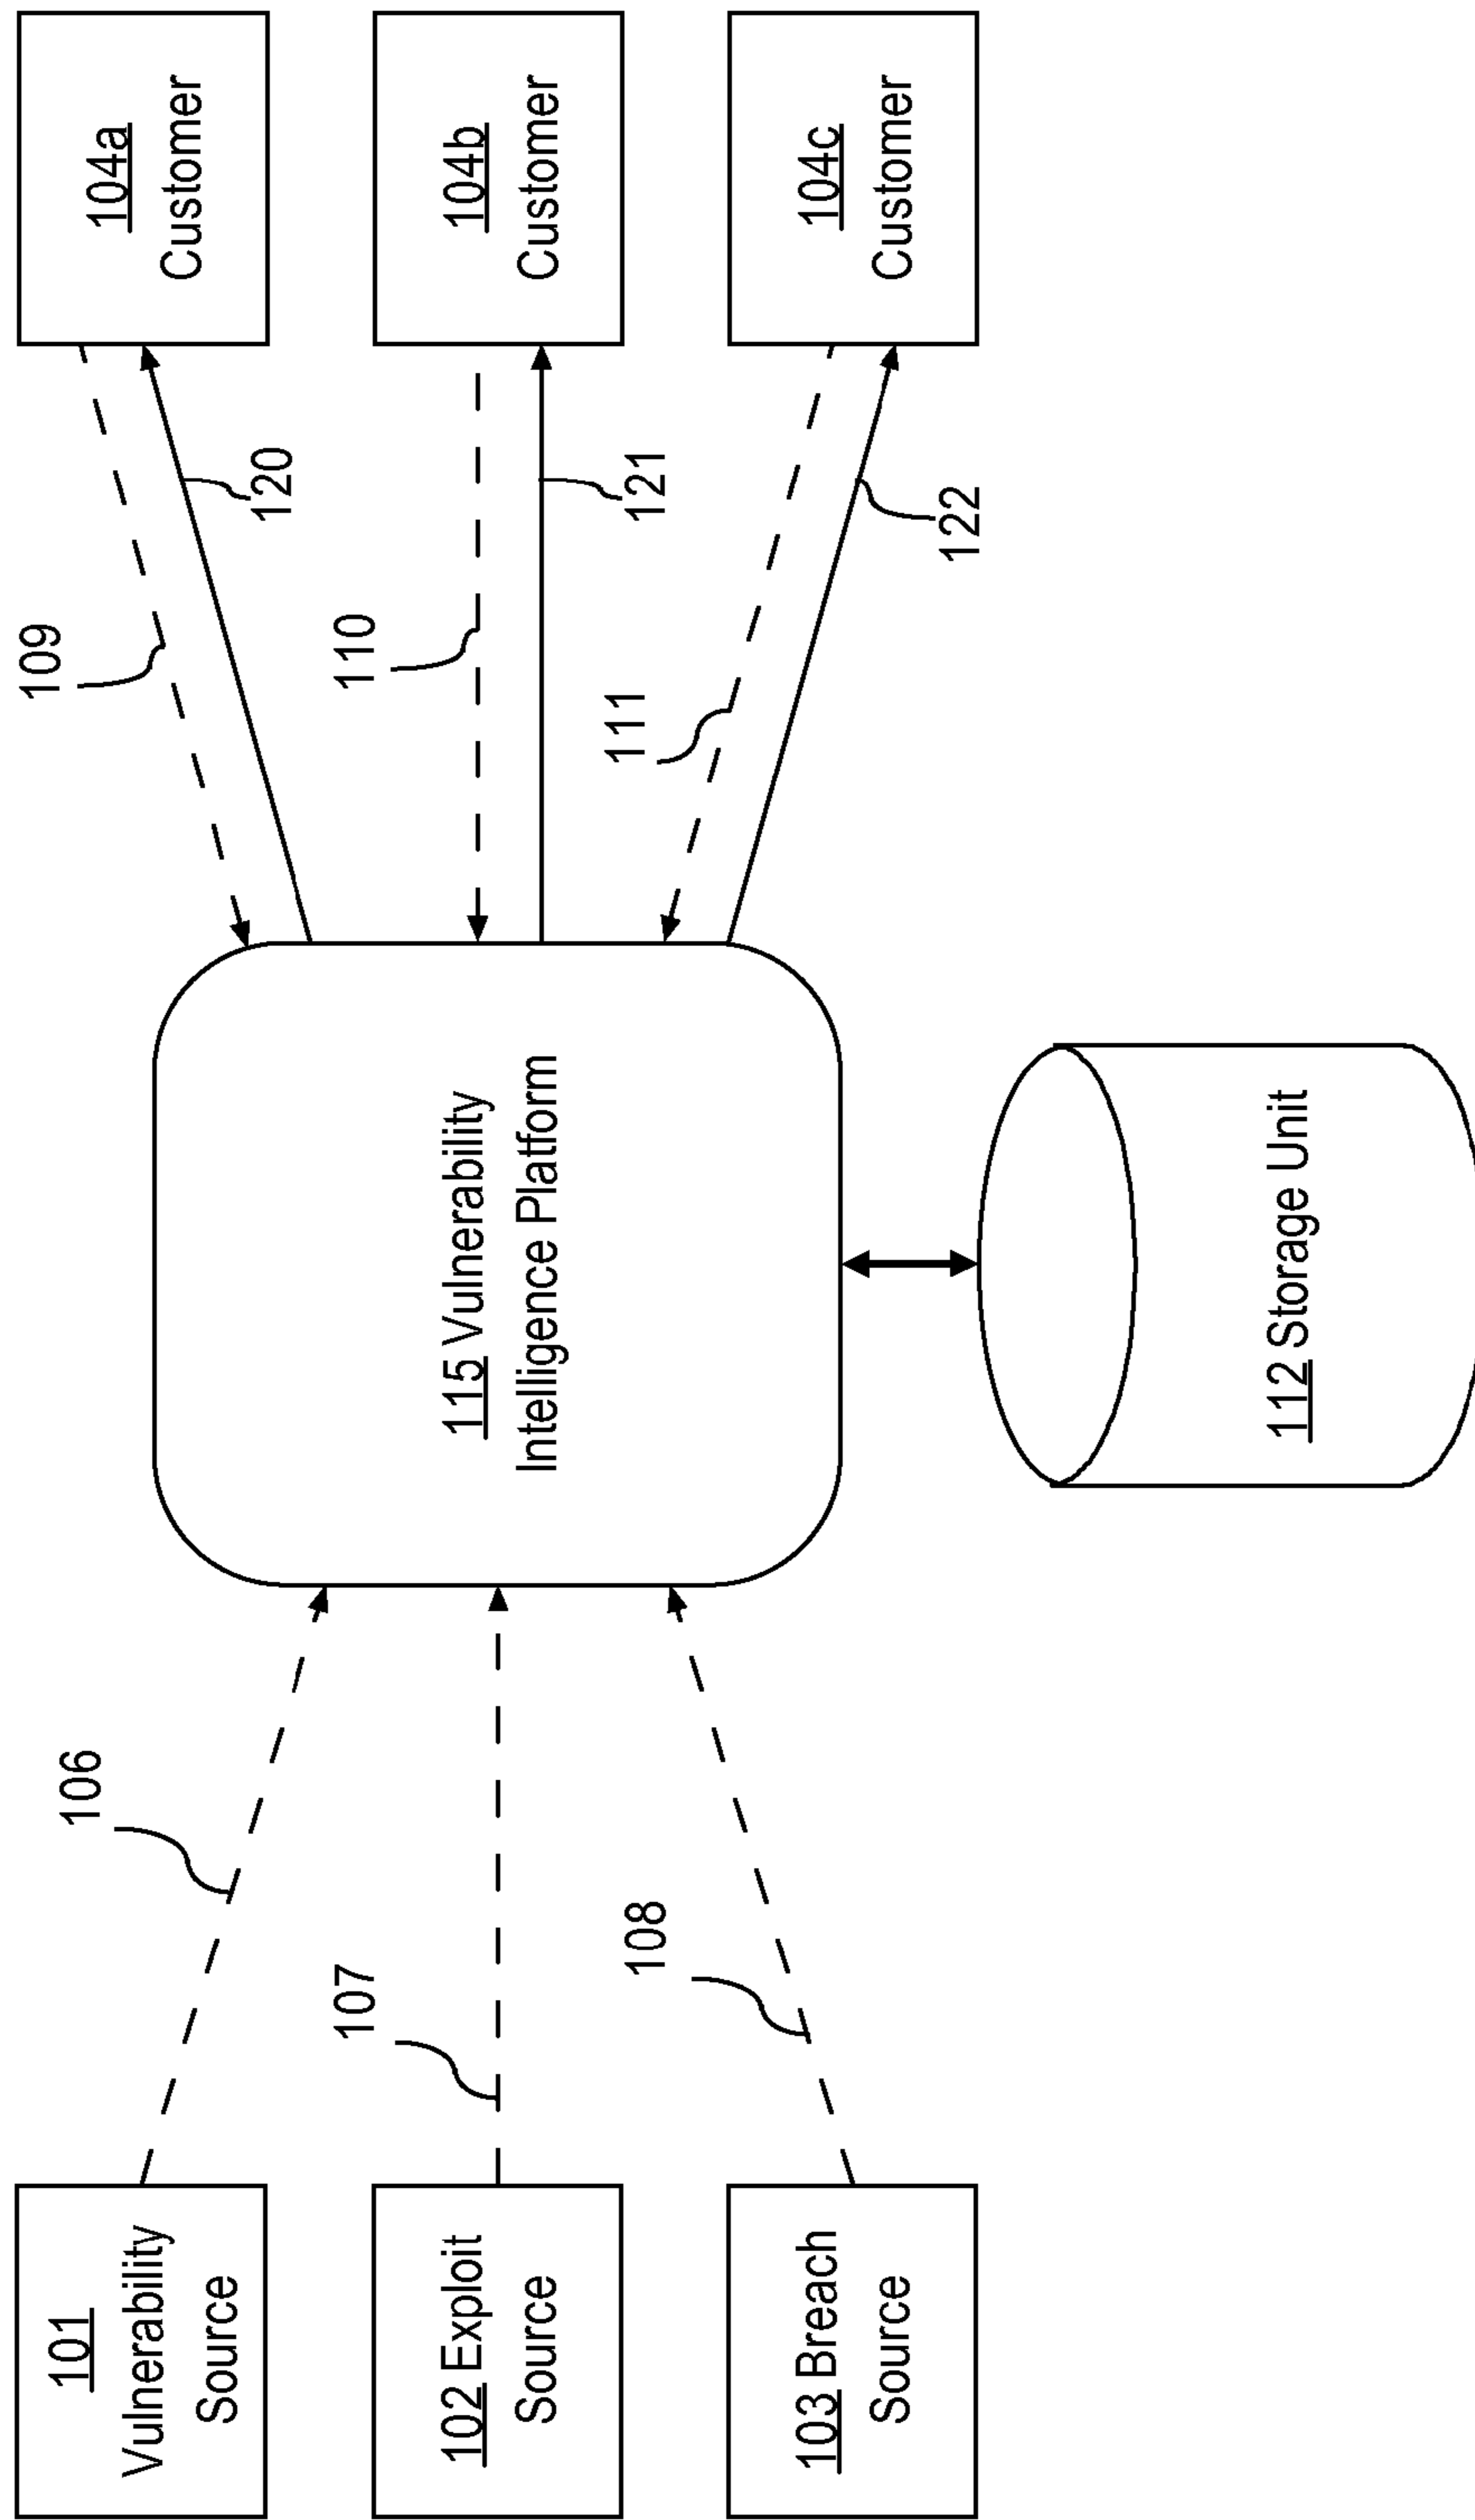 101
Vulnerability
Source
102 Exploit
Source
103 Breach
Source
106
107
108
115 Vulnerability
Intelligence Platform
112 Storage Unit
109
110
111
120
121
122
104a
Customer
104b
Customer
104c
Customer